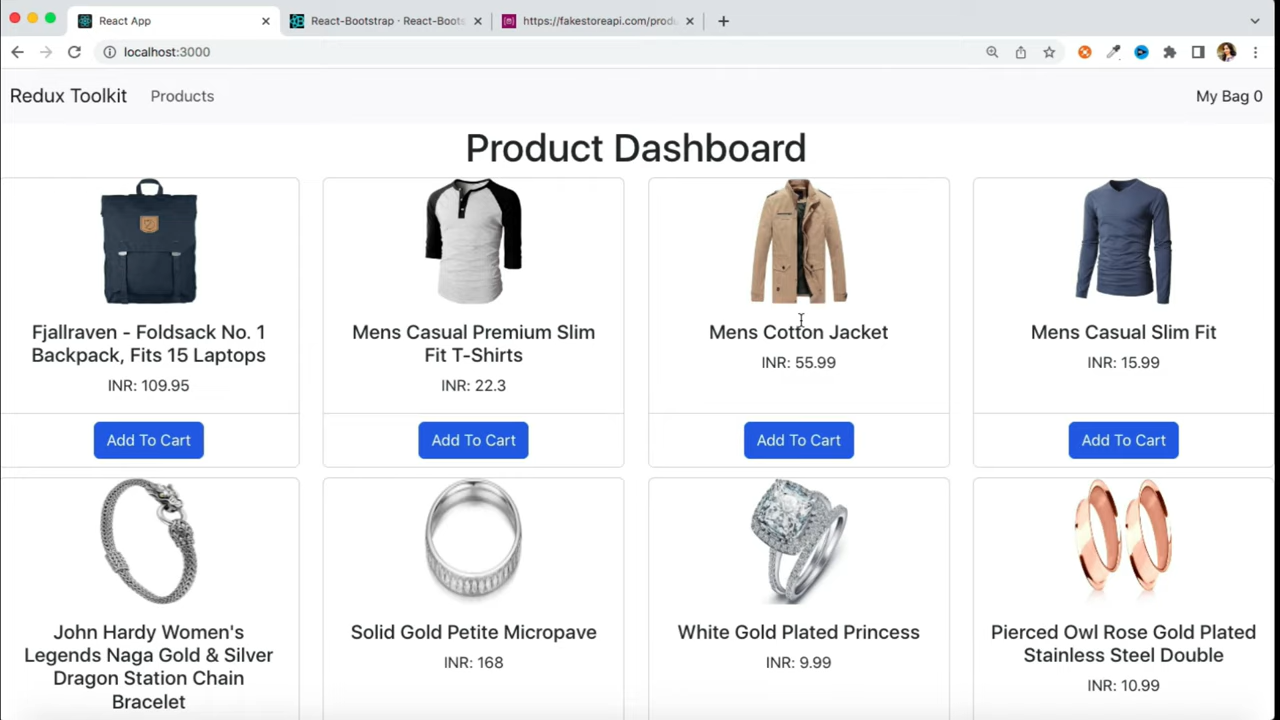 React App
React-Bootstrap · React-Boots
https://fakestoreapi.com/produ
localhost:3000
Redux Toolkit
Products
My Bag 0
Product Dashboard
Fjallraven - Foldsack No. 1
Backpack, Fits 15 Laptops
INR: 109.95
Add To Cart
Mens Casual Premium Slim
Fit T-Shirts
INR: 22.3
Add To Cart
Mens Cotton Jacket
INR: 55.99
Add To Cart
Mens Casual Slim Fit
INR: 15.99
Add To Cart
John Hardy Women's
Legends Naga Gold & Silver
Dragon Station Chain
Bracelet
Solid Gold Petite Micropave
INR: 168
White Gold Plated Princess
INR: 9.99
Pierced Owl Rose Gold Plated
Stainless Steel Double
INR: 10.99